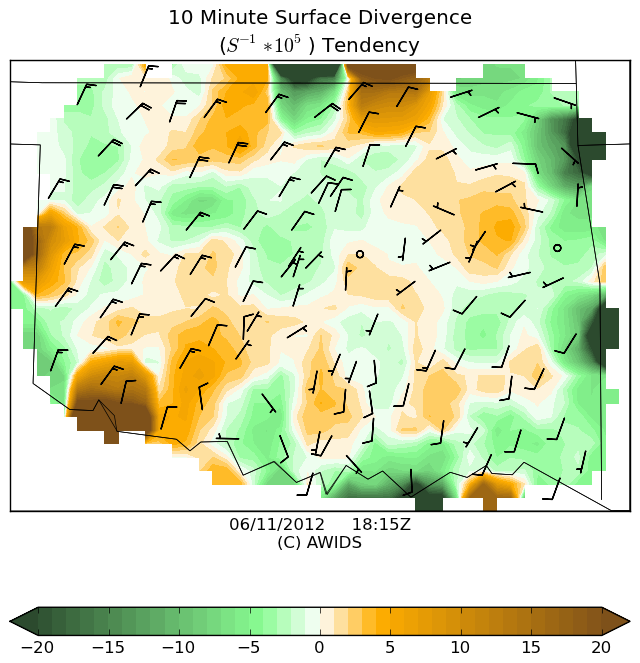 10 Minute Surface Divergence
(S⁻¹ ∗ 10⁵ ) Tendency
06/11/2012 18:15Z
(C) AWIDS
−20 −15 −10 −5 0 5 10 15 20